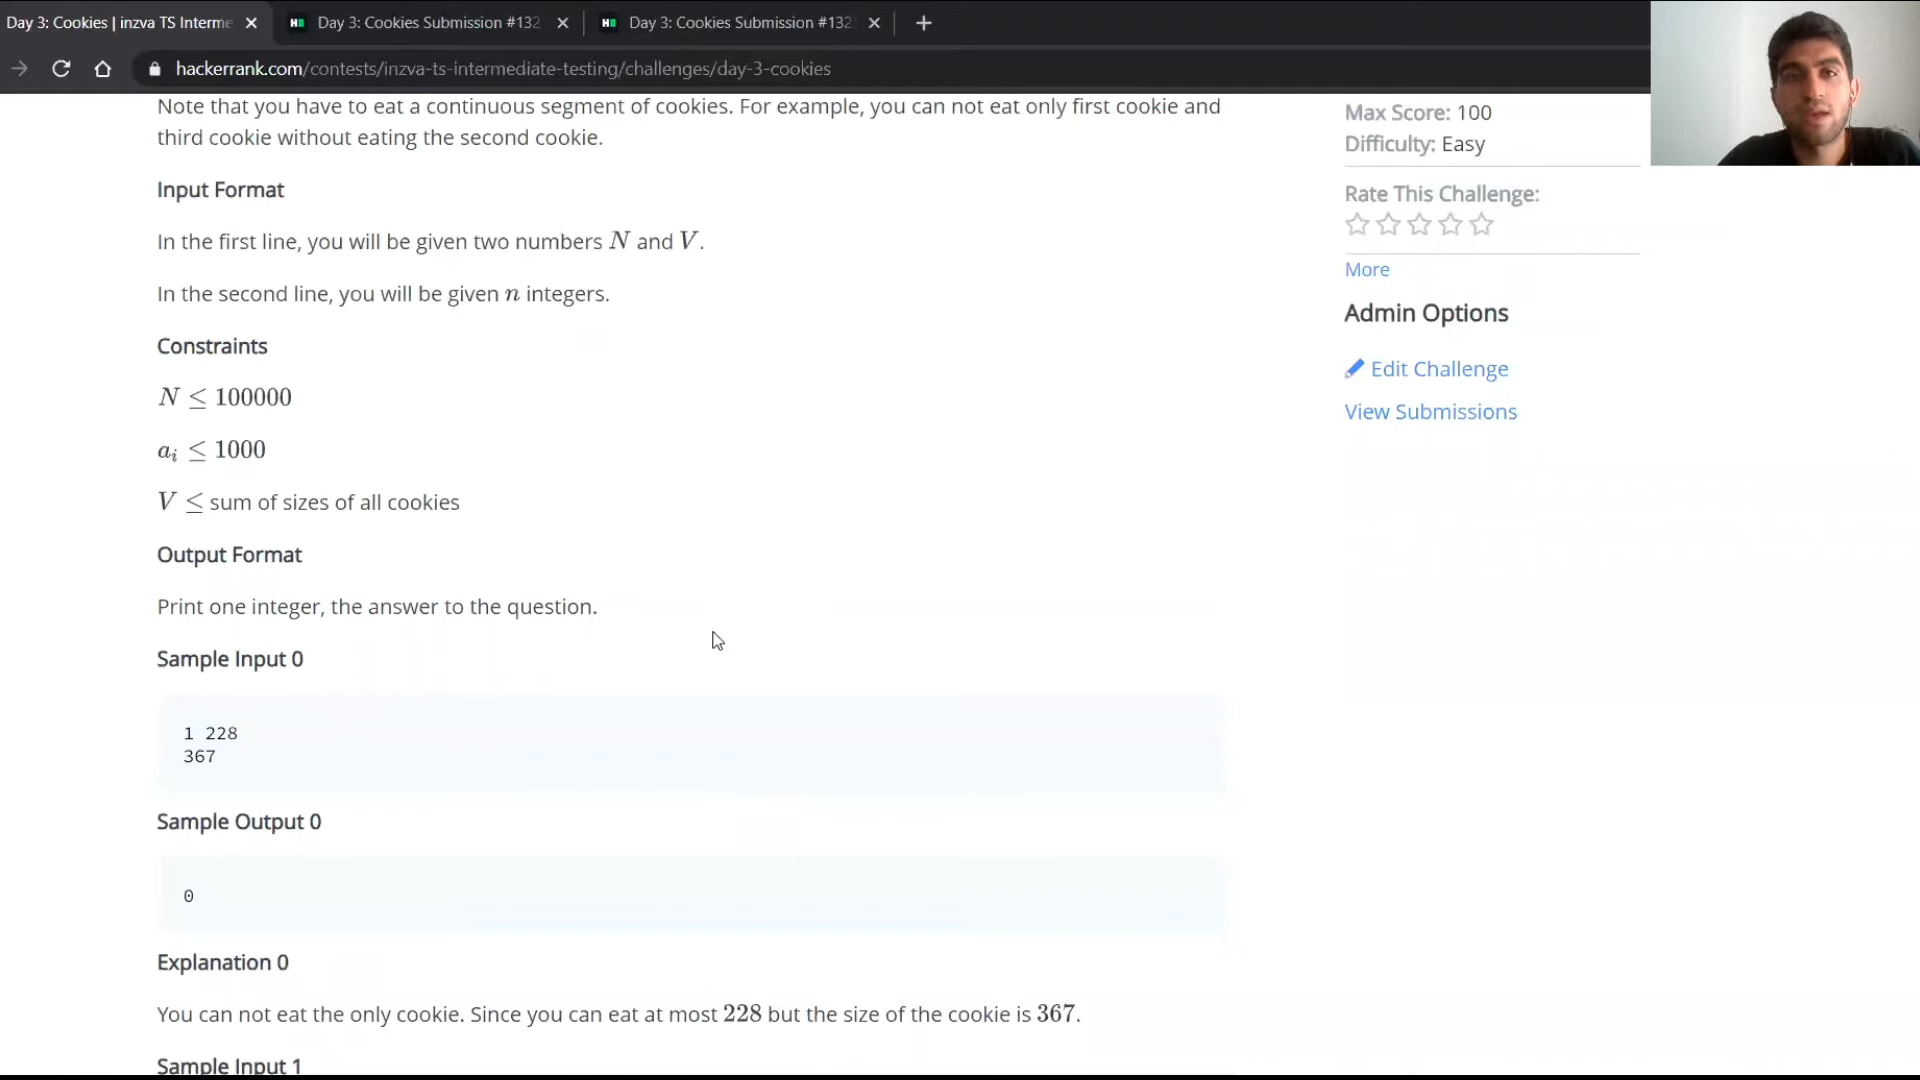 Day 3: Cookies | inzva TS Interme
Day 3: Cookies Submission #132
Day 3: Cookies Submission #132
hackerrank.com/contests/inzva-ts-intermediate-testing/challenges/day-3-cookies
Note that you have to eat a continuous segment of cookies. For example, you can not eat only first cookie and
third cookie without eating the second cookie.
Input Format
In the first line, you will be given two numbers N and V.
In the second line, you will be given n integers.
Constraints
N ≤ 100000
a_i ≤ 1000
V ≤ sum of sizes of all cookies
Output Format
Print one integer, the answer to the question.
Sample Input 0
1 228
367
Sample Output 0
0
Explanation 0
You can not eat the only cookie. Since you can eat at most 228 but the size of the cookie is 367.
Sample Input 1
Max Score: 100
Difficulty: Easy
Rate This Challenge:
More
Admin Options
Edit Challenge
View Submissions